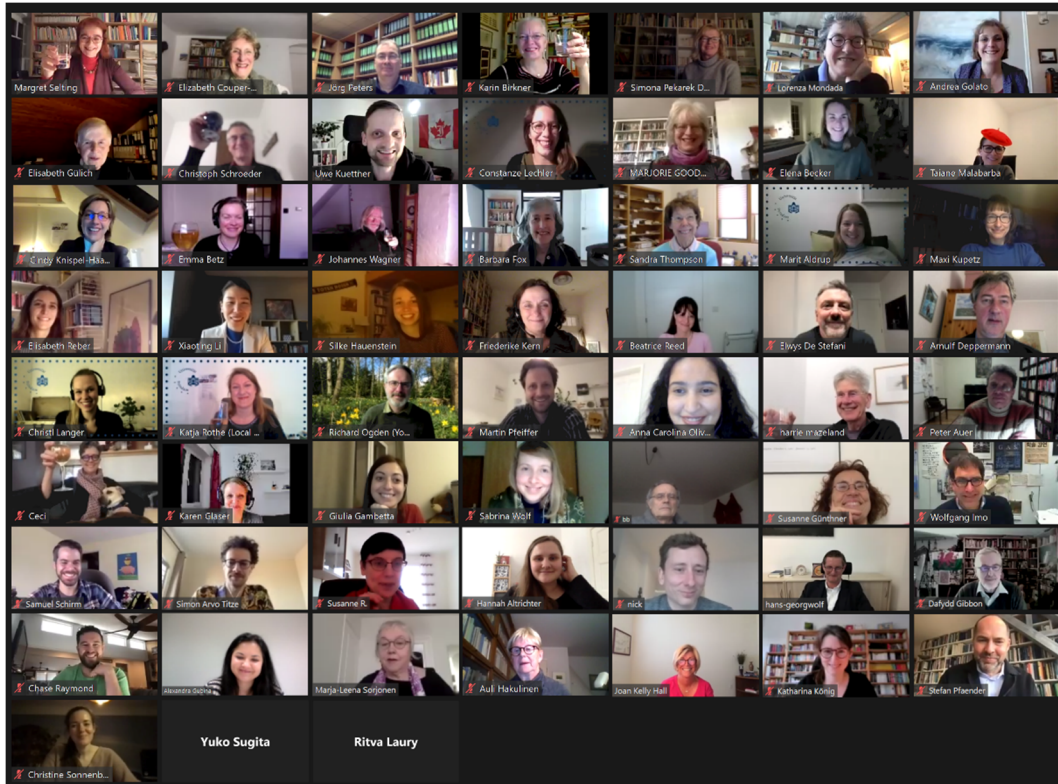 Margret Selting
Elizabeth Couper-...
Jörg Peters
Karin Birkner
Simona Pekarek D...
Lorenza Mondada
Andrea Golato
Elisabeth Gülich
Christoph Schroeder
Uwe Kuettner
Constanze Lechler
MARJORIE GOOD...
Elena Becker
Taiane Malabarba
Cindy Knispel-Haa...
Emma Betz
Johannes Wagner
Barbara Fox
Sandra Thompson
Marit Aldrup
Maxi Kupetz
Elisabeth Reber
Xiaoting Li
Silke Hauenstein
Friederike Kern
Beatrice Reed
Elwys De Stefani
Arnulf Deppermann
Christi Langer
Katja Rothe (Local ...
Richard Ogden (Yo...
Martin Pfeiffer
Anna Carolina Oliv...
harrie mazeland
Peter Auer
Ceci
Karen Glaser
Giulia Gambetta
Sabrina Wolf
bb
Susanne Günthner
Wolfgang Imo
Samuel Schirm
Simon Arvo Titze
Susanne R.
Hannah Altrichter
nick
hans-georgwolf
Dafydd Gibbon
Chase Raymond
Alexandra Gubina
Marja-Leena Sorjonen
Auli Hakulinen
Joan Kelly Hall
Katharina König
Stefan Pfaender
Christine Sonnenb...
Yuko Sugita
Ritva Laury